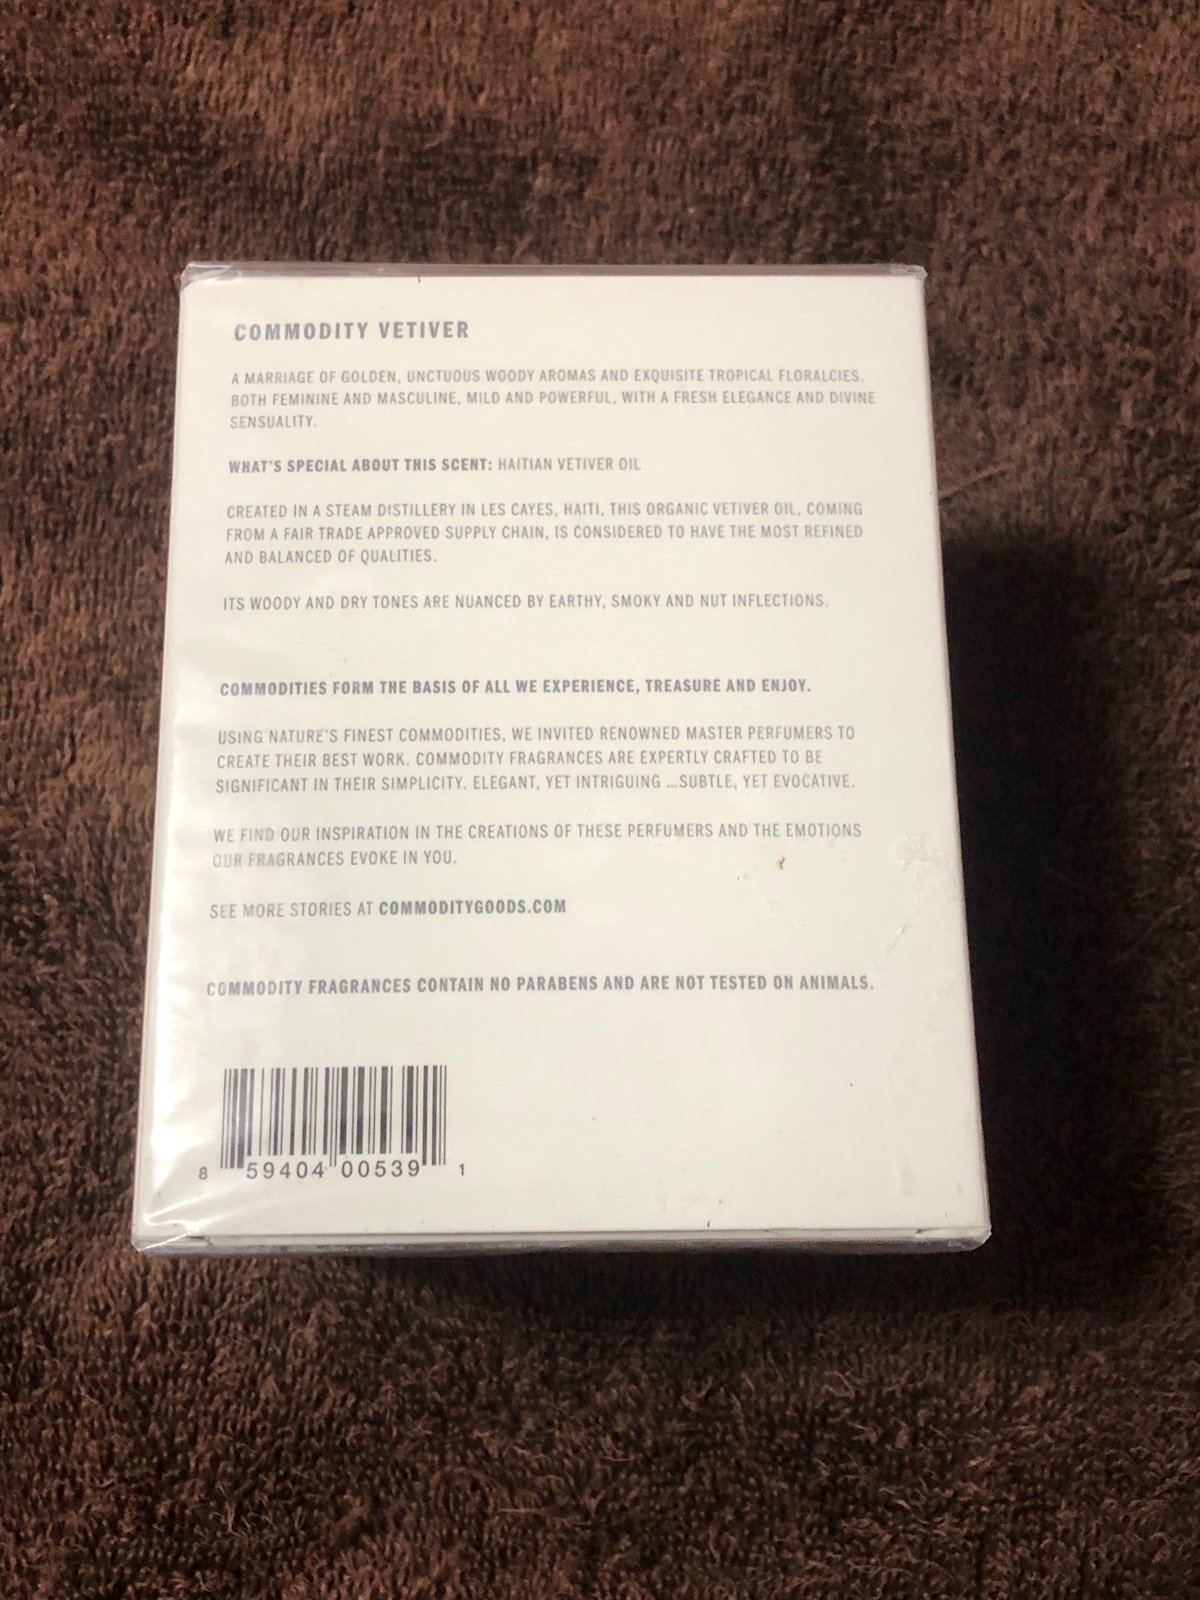 COMMODITY VETIVER
A MARRIAGE OF GOLDEN, UNCTUOUS WOODY AROMAS AND EXQUISITE TROPICAL FLORALCIES.
BOTH FEMININE AND MASCULINE, MILD AND POWERFUL, WITH A FRESH ELEGANCE AND DIVINE
SENSUALITY.
WHAT'S SPECIAL ABOUT THIS SCENT: HAITIAN VETIVER OIL
CREATED IN A STEAM DISTILLERY IN LES CAYES, HAITI, THIS ORGANIC VETIVER OIL, COMING
FROM A FAIR TRADE APPROVED SUPPLY CHAIN, IS CONSIDERED TO HAVE THE MOST REFINED
AND BALANCED OF QUALITIES.
ITS WOODY AND DRY TONES ARE NUANCED BY EARTHY, SMOKY AND NUT INFLECTIONS.
COMMODITIES FORM THE BASIS OF ALL WE EXPERIENCE, TREASURE AND ENJOY.
USING NATURE'S FINEST COMMODITIES, WE INVITED RENOWNED MASTER PERFUMERS TO
CREATE THEIR BEST WORK. COMMODITY FRAGRANCES ARE EXPERTLY CRAFTED TO BE
SIGNIFICANT IN THEIR SIMPLICITY. ELEGANT, YET INTRIGUING ...SUBTLE, YET EVOCATIVE.
WE FIND OUR INSPIRATION IN THE CREATIONS OF THESE PERFUMERS AND THE EMOTIONS
OUR FRAGRANCES EVOKE IN YOU.
SEE MORE STORIES AT COMMODITYGOODS.COM
COMMODITY FRAGRANCES CONTAIN NO PARABENS AND ARE NOT TESTED ON ANIMALS.
8 59404 00539 1